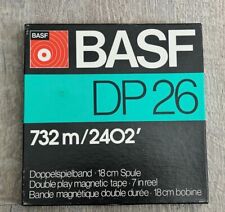 BASF
BASF
DP 26
732 m/2402'
Doppelspielband · 18 cm Spule
Double play magnetic tape · 7 in reel
Bande magnétique double durée · 18 cm bobine